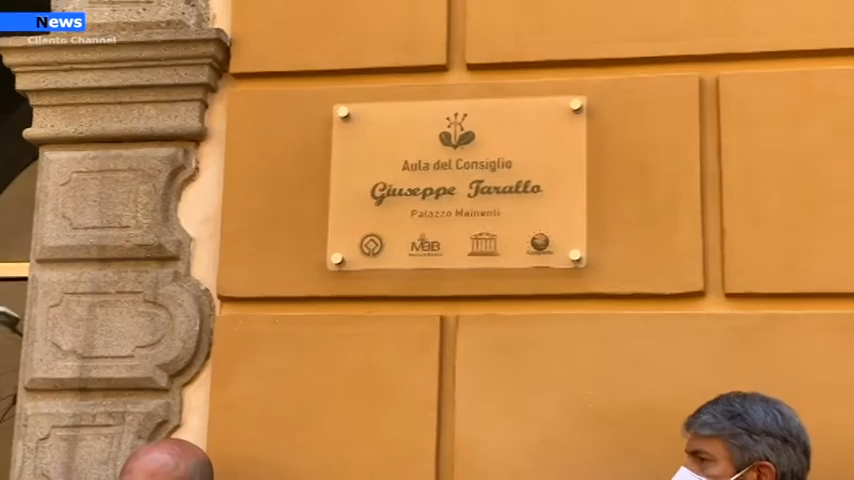 News
Cilento Channel
Aula del Consiglio
Giuseppe Tarallo
Palazzo Mainenti
MaB